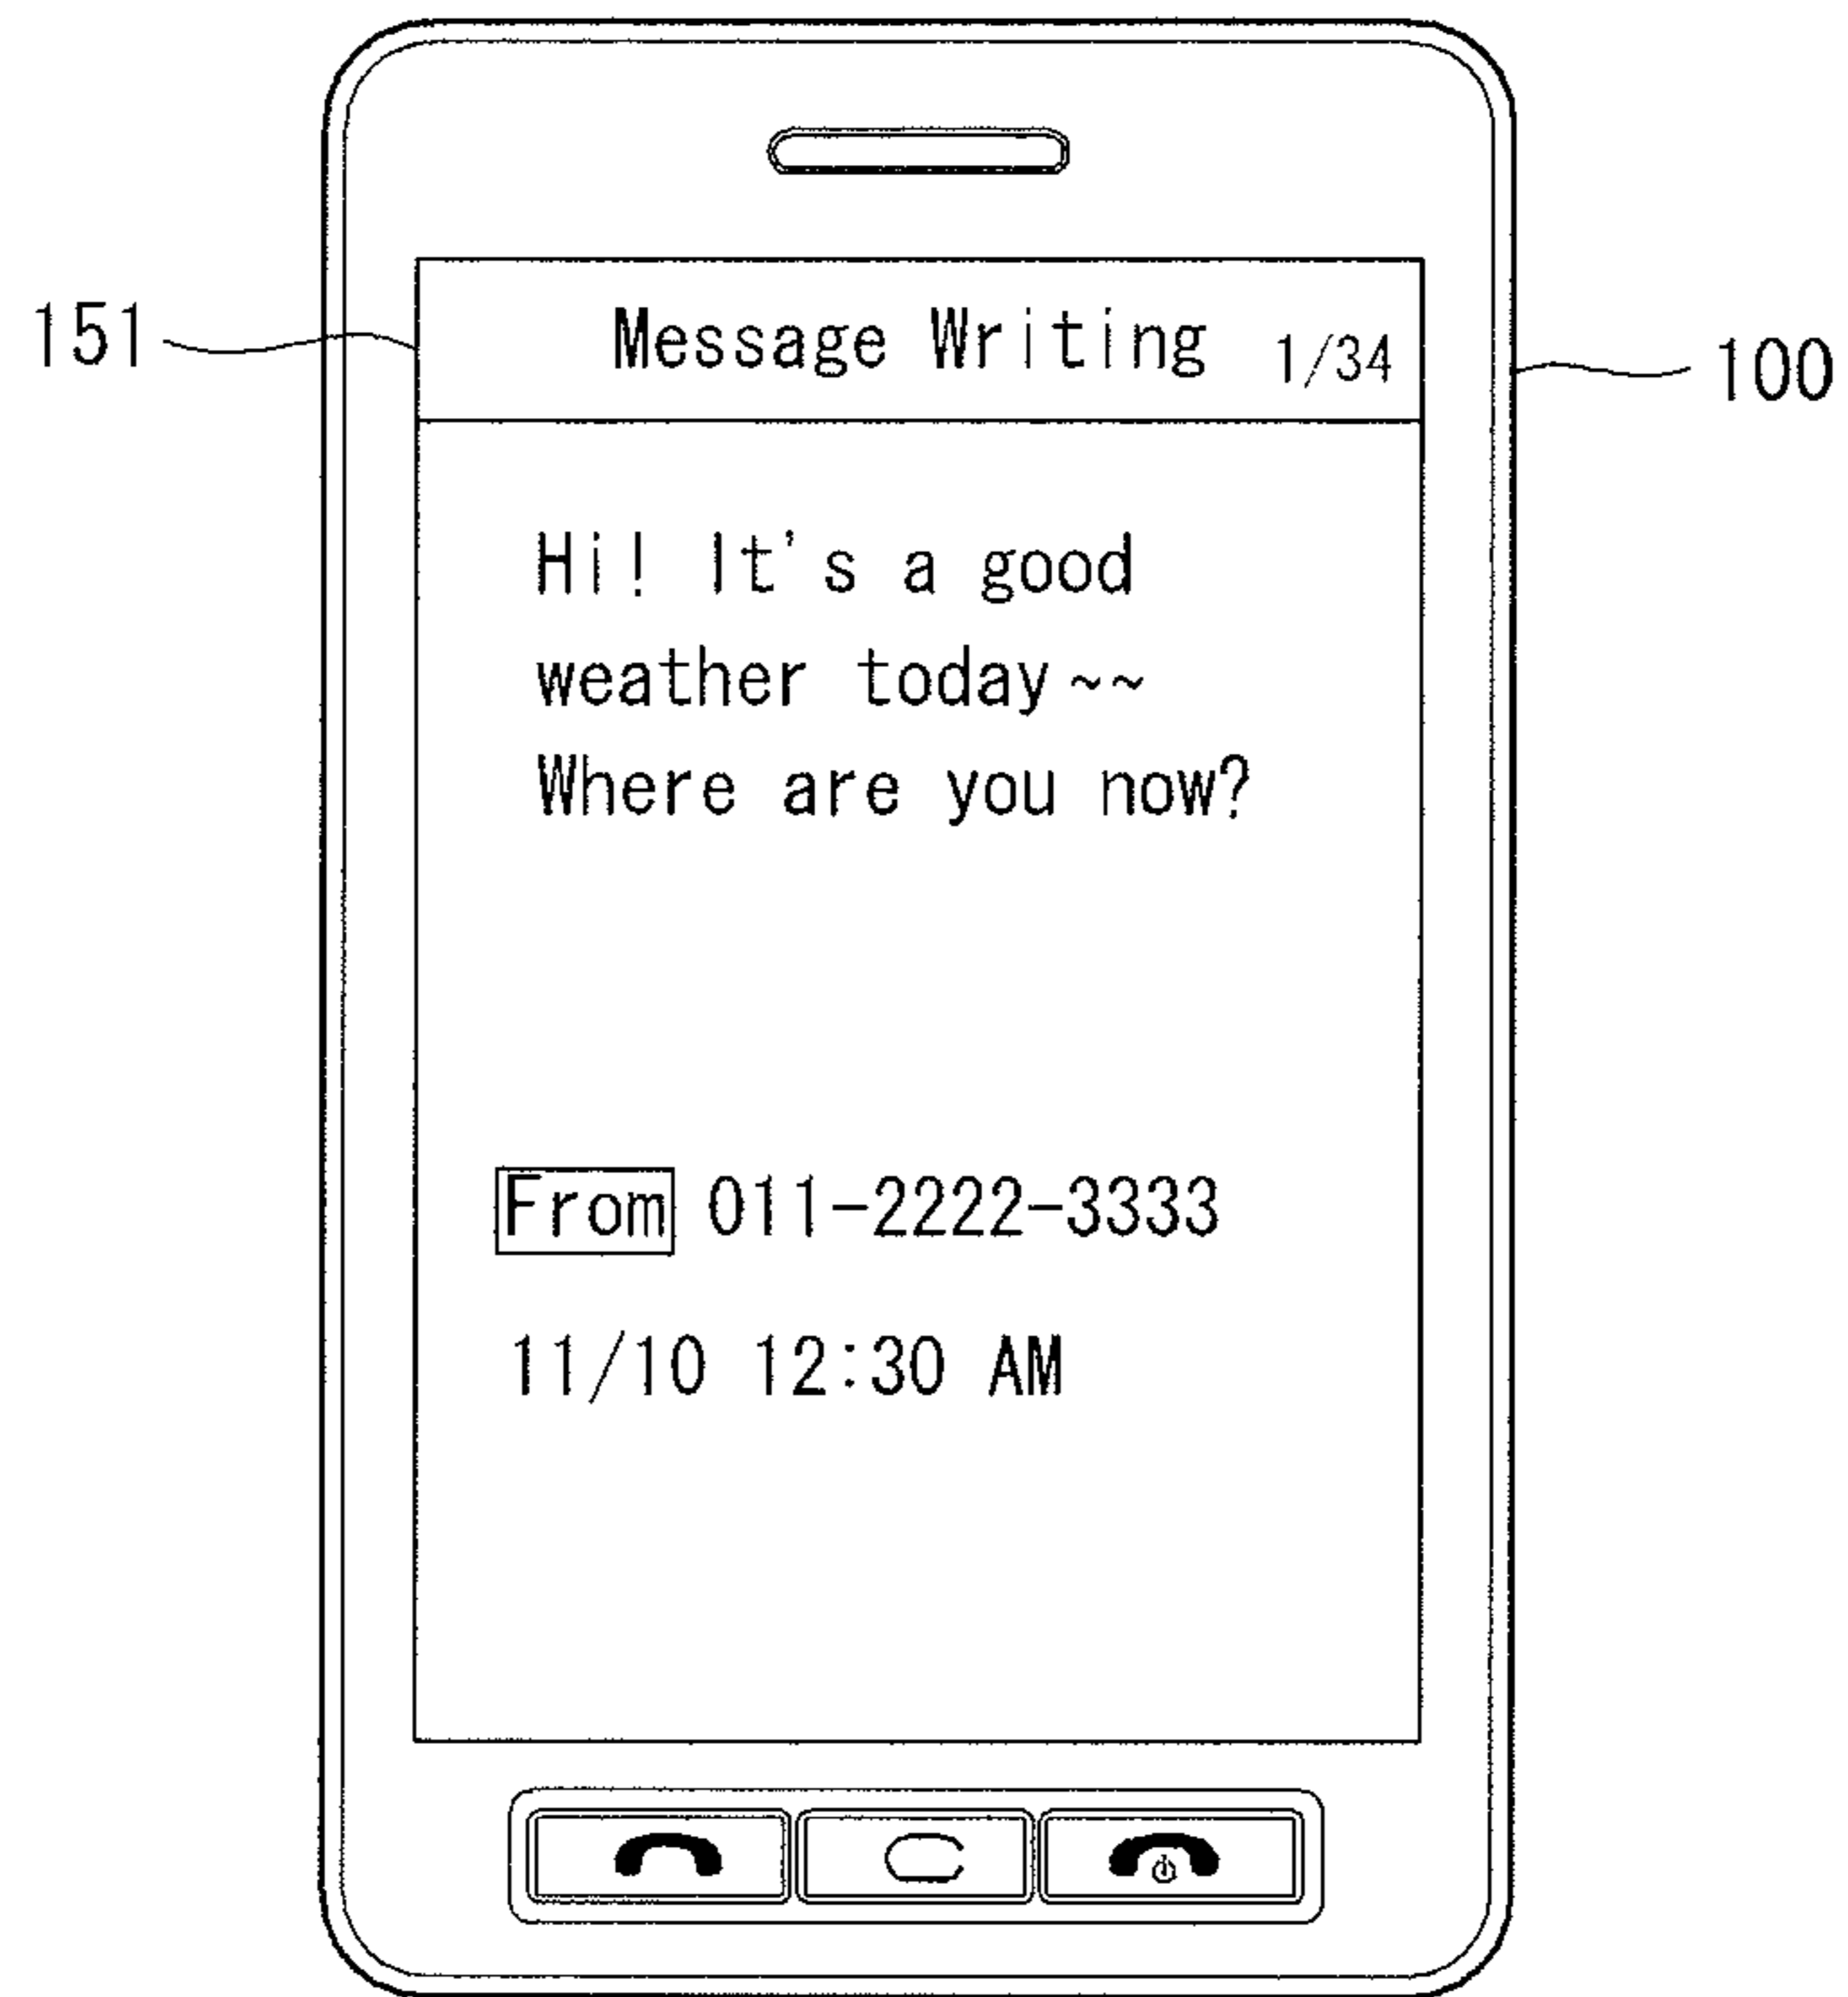 Message Writing 1/34
151
100
Hi! It's a good
weather today~~
Where are you now?
From 011-2222-3333
11/10 12:30 AM
C